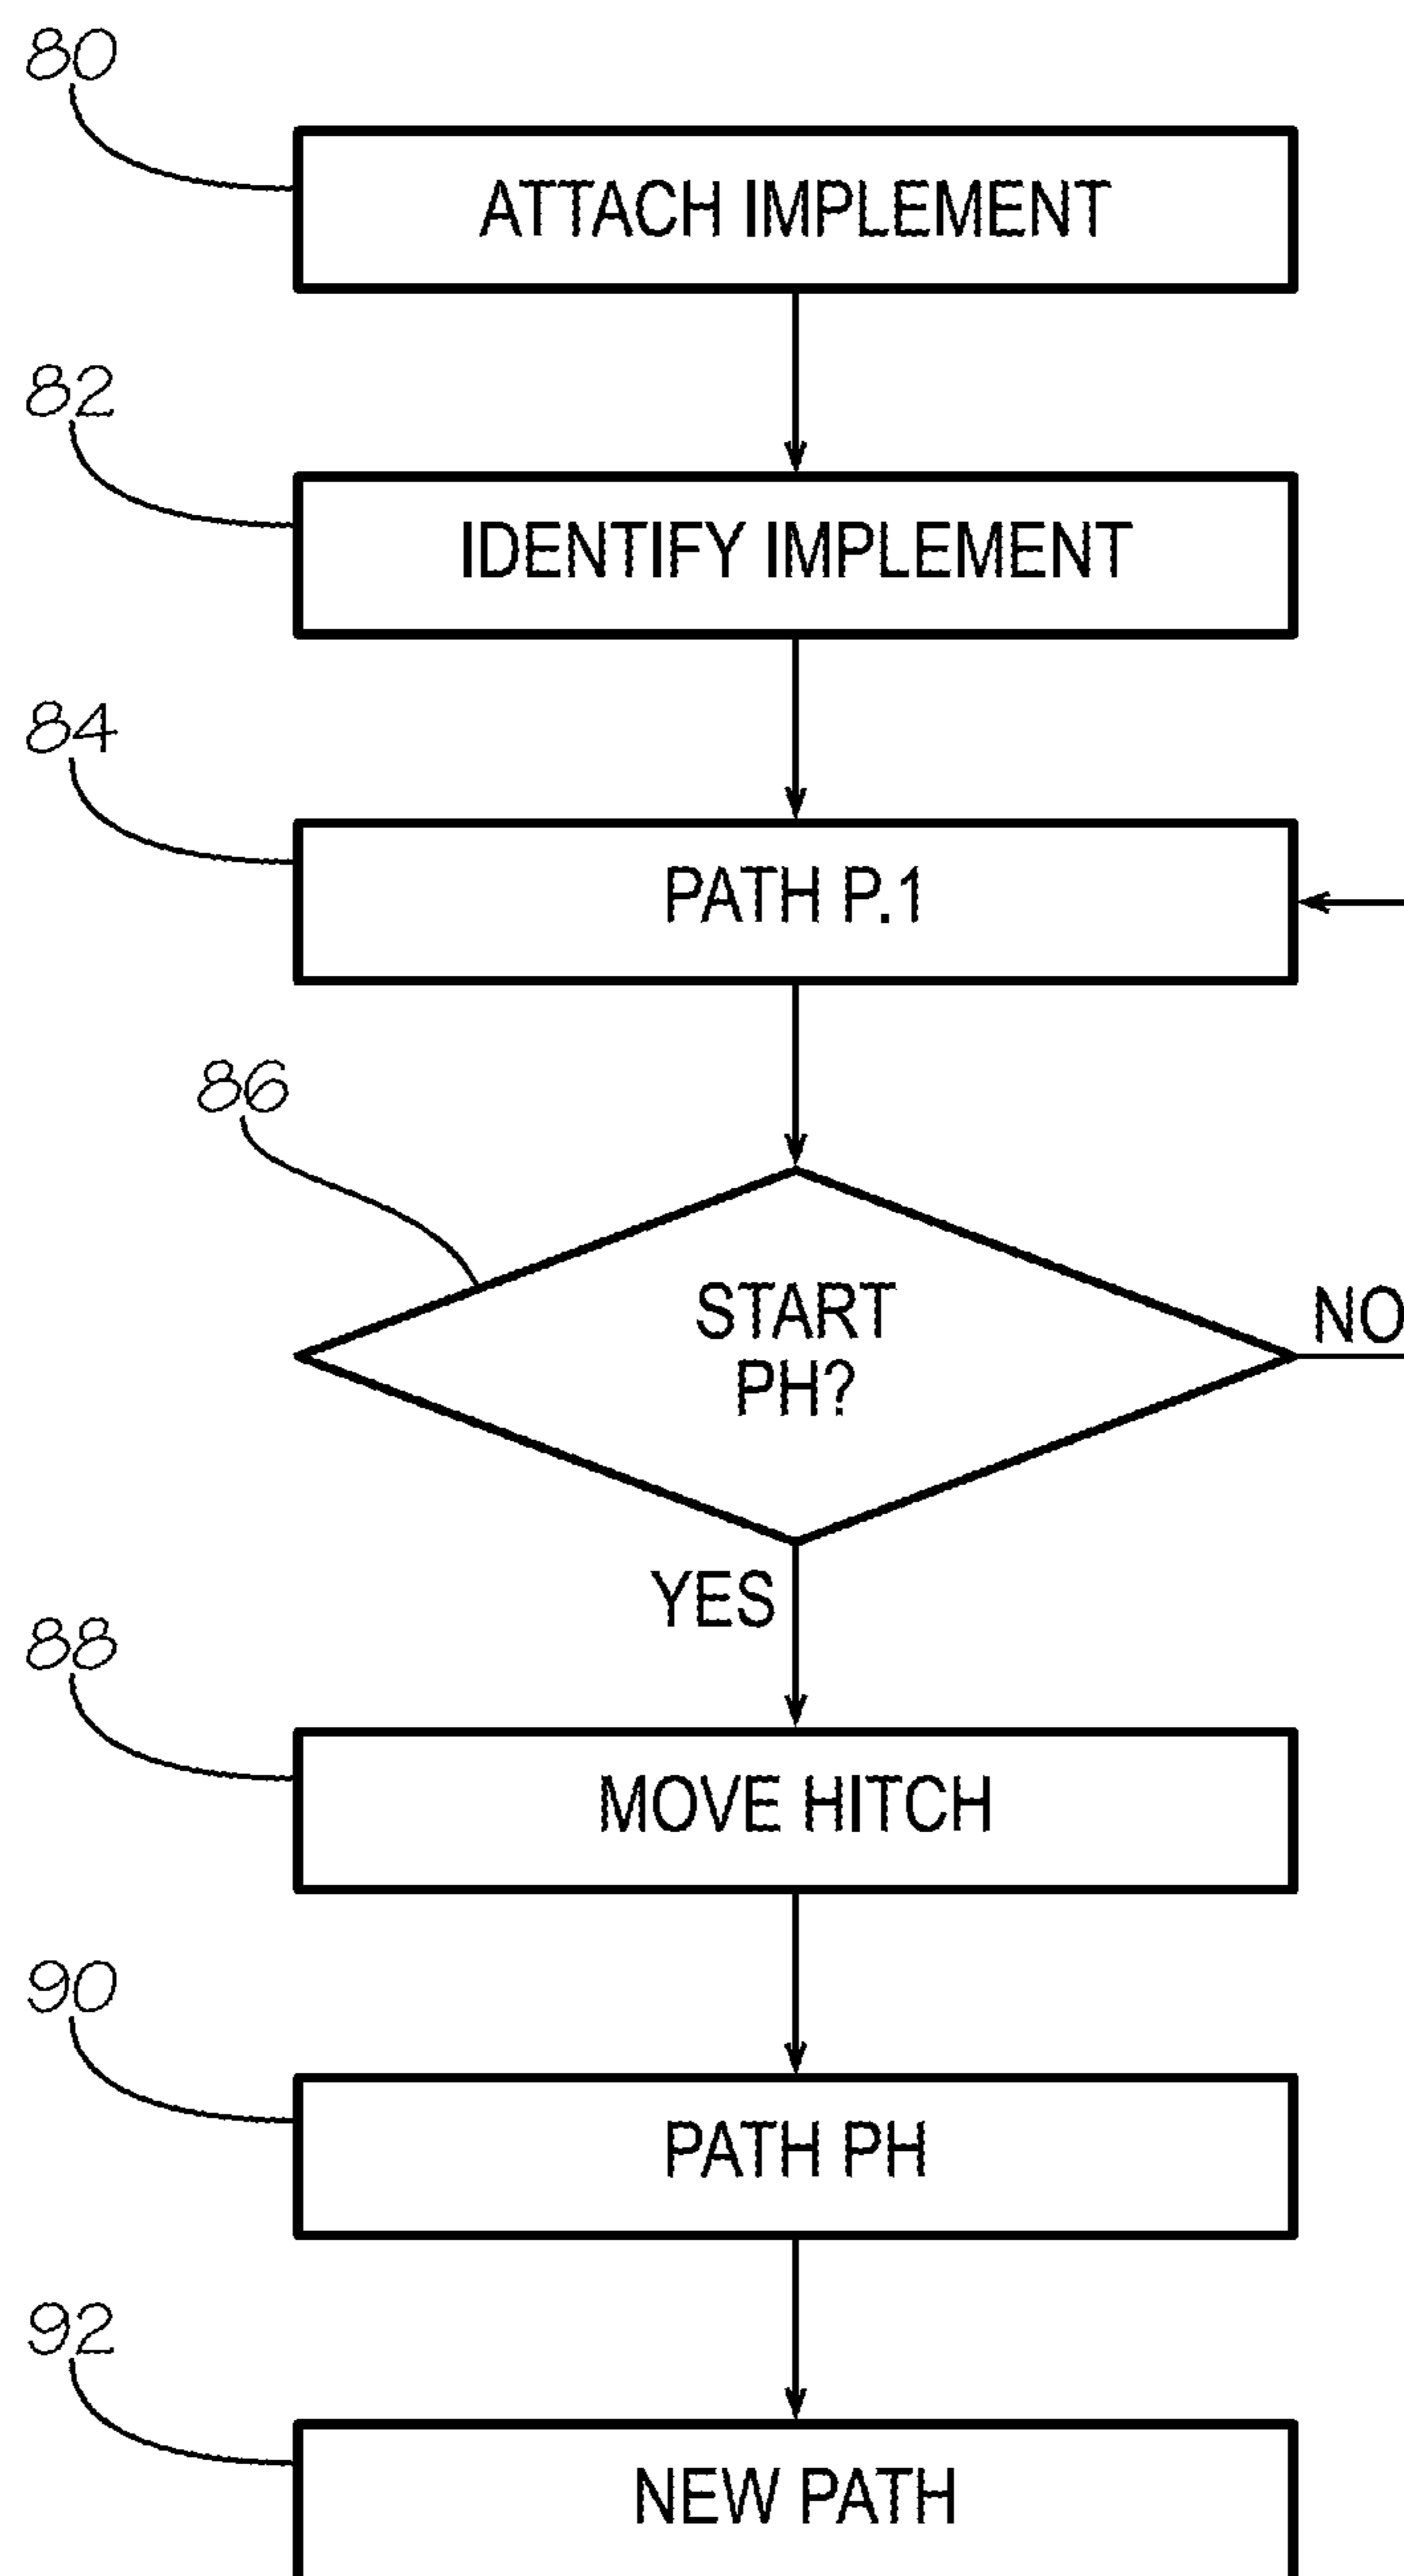 80
ATTACH IMPLEMENT
82
IDENTIFY IMPLEMENT
84
PATH P.1
86
START
PH?
NO
YES
88
MOVE HITCH
90
PATH PH
92
NEW PATH